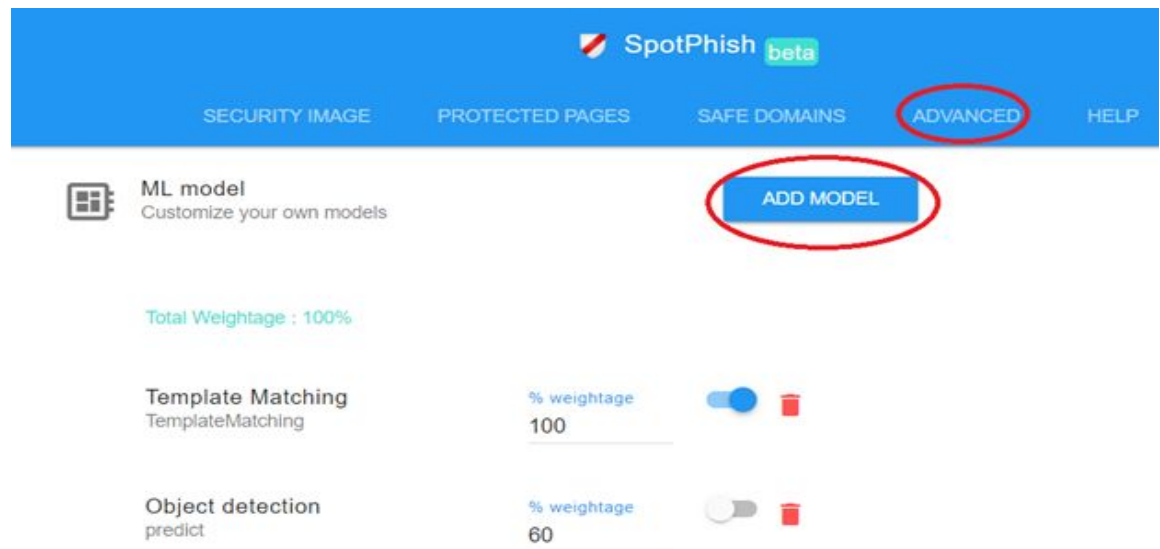 SpotPhish beta
SECURITY IMAGE PROTECTED PAGES SAFE DOMAINS ADVANCED HELP
ML model
Customize your own models
ADD MODEL
Total Weightage : 100%
Template Matching
TemplateMatching
% weightage
100
Object detection
predict
% weightage
60